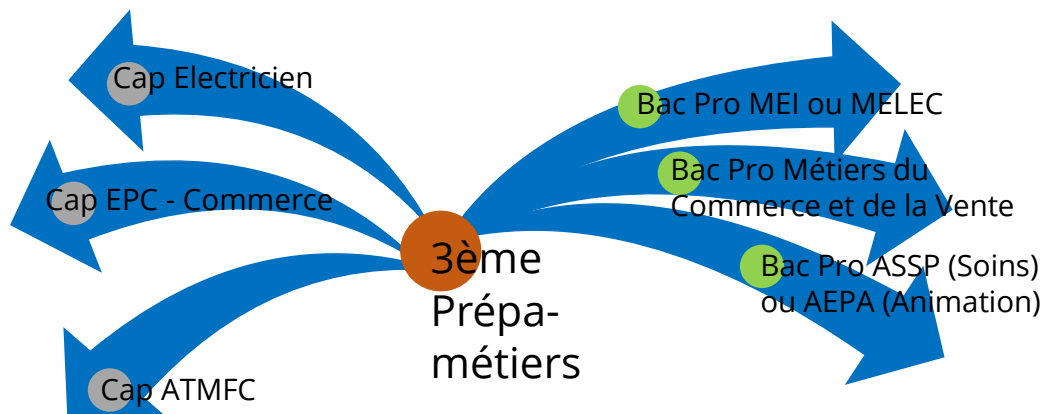 Cap Electricien
Cap EPC - Commerce
Cap ATMFC
3ème
Prépa-
métiers
Bac Pro MEI ou MELEC
Bac Pro Métiers du
Commerce et de la Vente
Bac Pro ASSP (Soins)
ou AEPA (Animation)